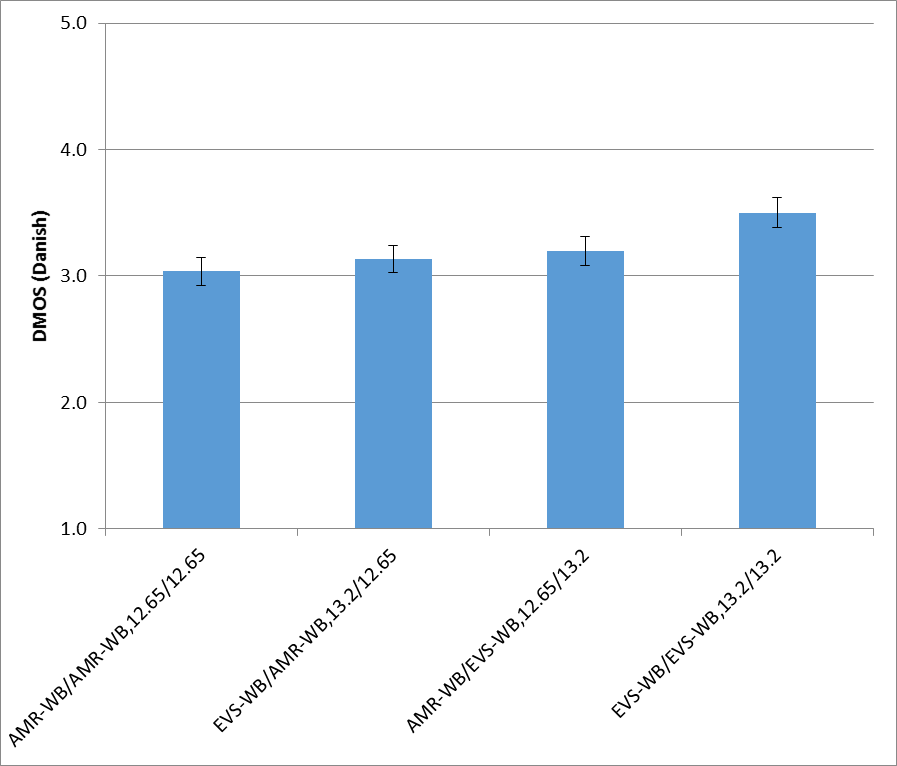 5.0
4.0
3.0
2.0
1.0
DMOS (Danish)
AMR-WB/AMR-WB,12.65/12.65
EVS-WB/AMR-WB,13.2/12.65
AMR-WB/EVS-WB,12.65/13.2
EVS-WB/EVS-WB,13.2/13.2